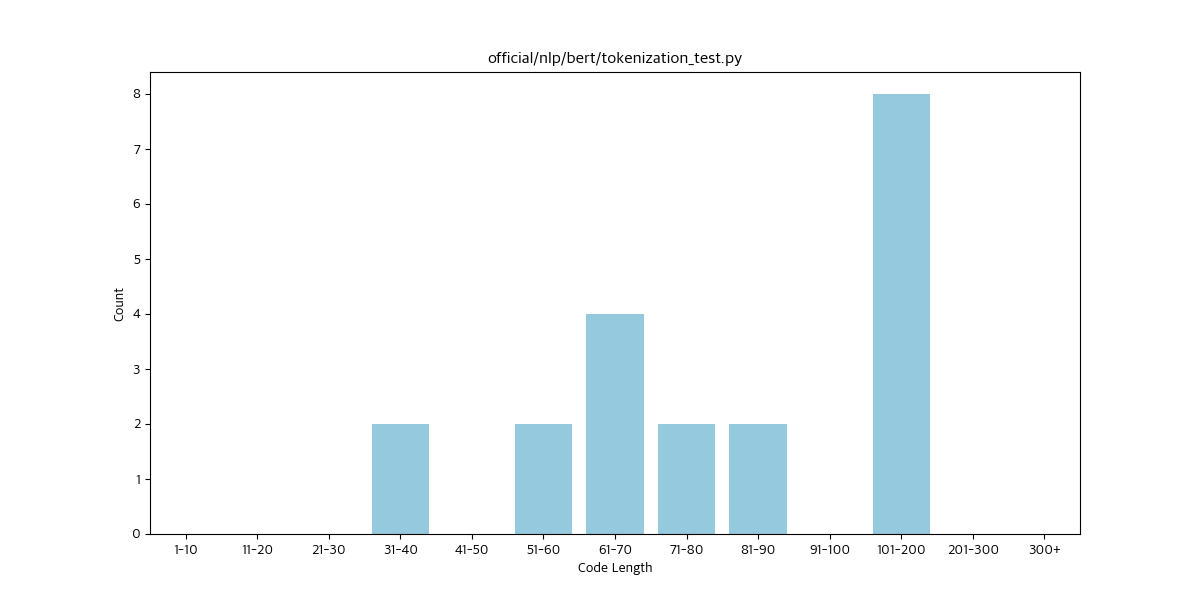 official/nlp/bert/tokenization_test.py
8
7
6
5
4
3
2
1
0
Count
1-10 11-20 21-30 31-40 41-50 51-60 61-70 71-80 81-90 91-100 101-200 201-300 300+
Code Length